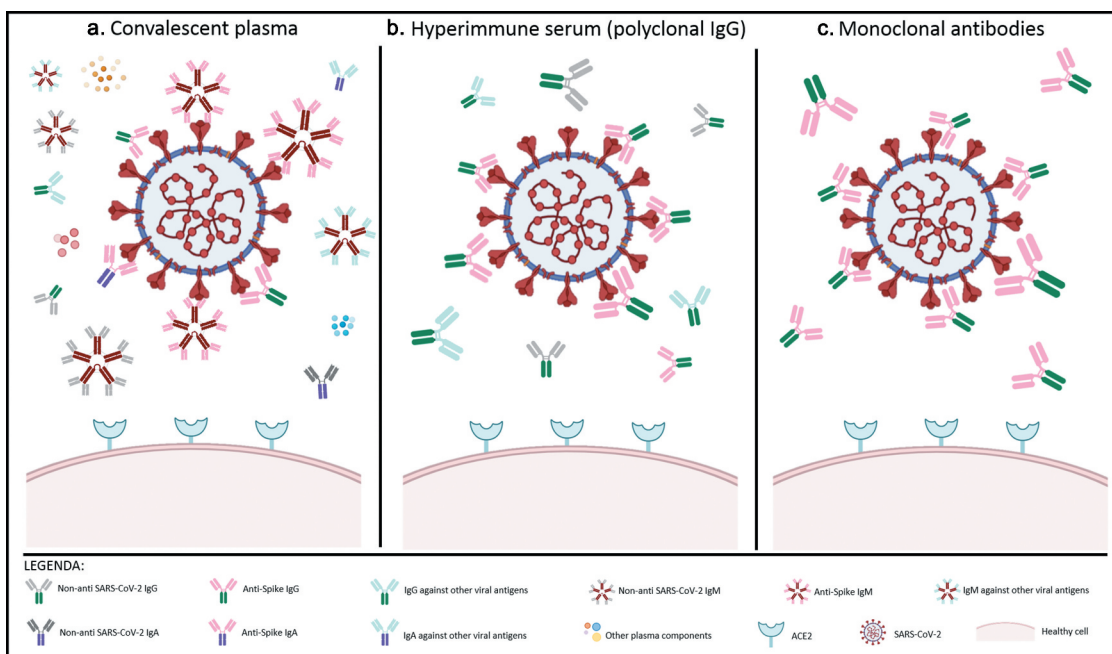 a. Convalescent plasma
b. Hyperimmune serum (polyclonal IgG)
c. Monoclonal antibodies
LEGENDA:
Non-anti SARS-CoV-2 IgG
Anti-Spike IgG
IgG against other viral antigens
Non-anti SARS-CoV-2 IgM
Anti-Spike IgM
IgM against other viral antigens
Non-anti SARS-CoV-2 IgA
Anti-Spike IgA
IgA against other viral antigens
Other plasma components
ACE2
SARS-CoV-2
Healthy cell